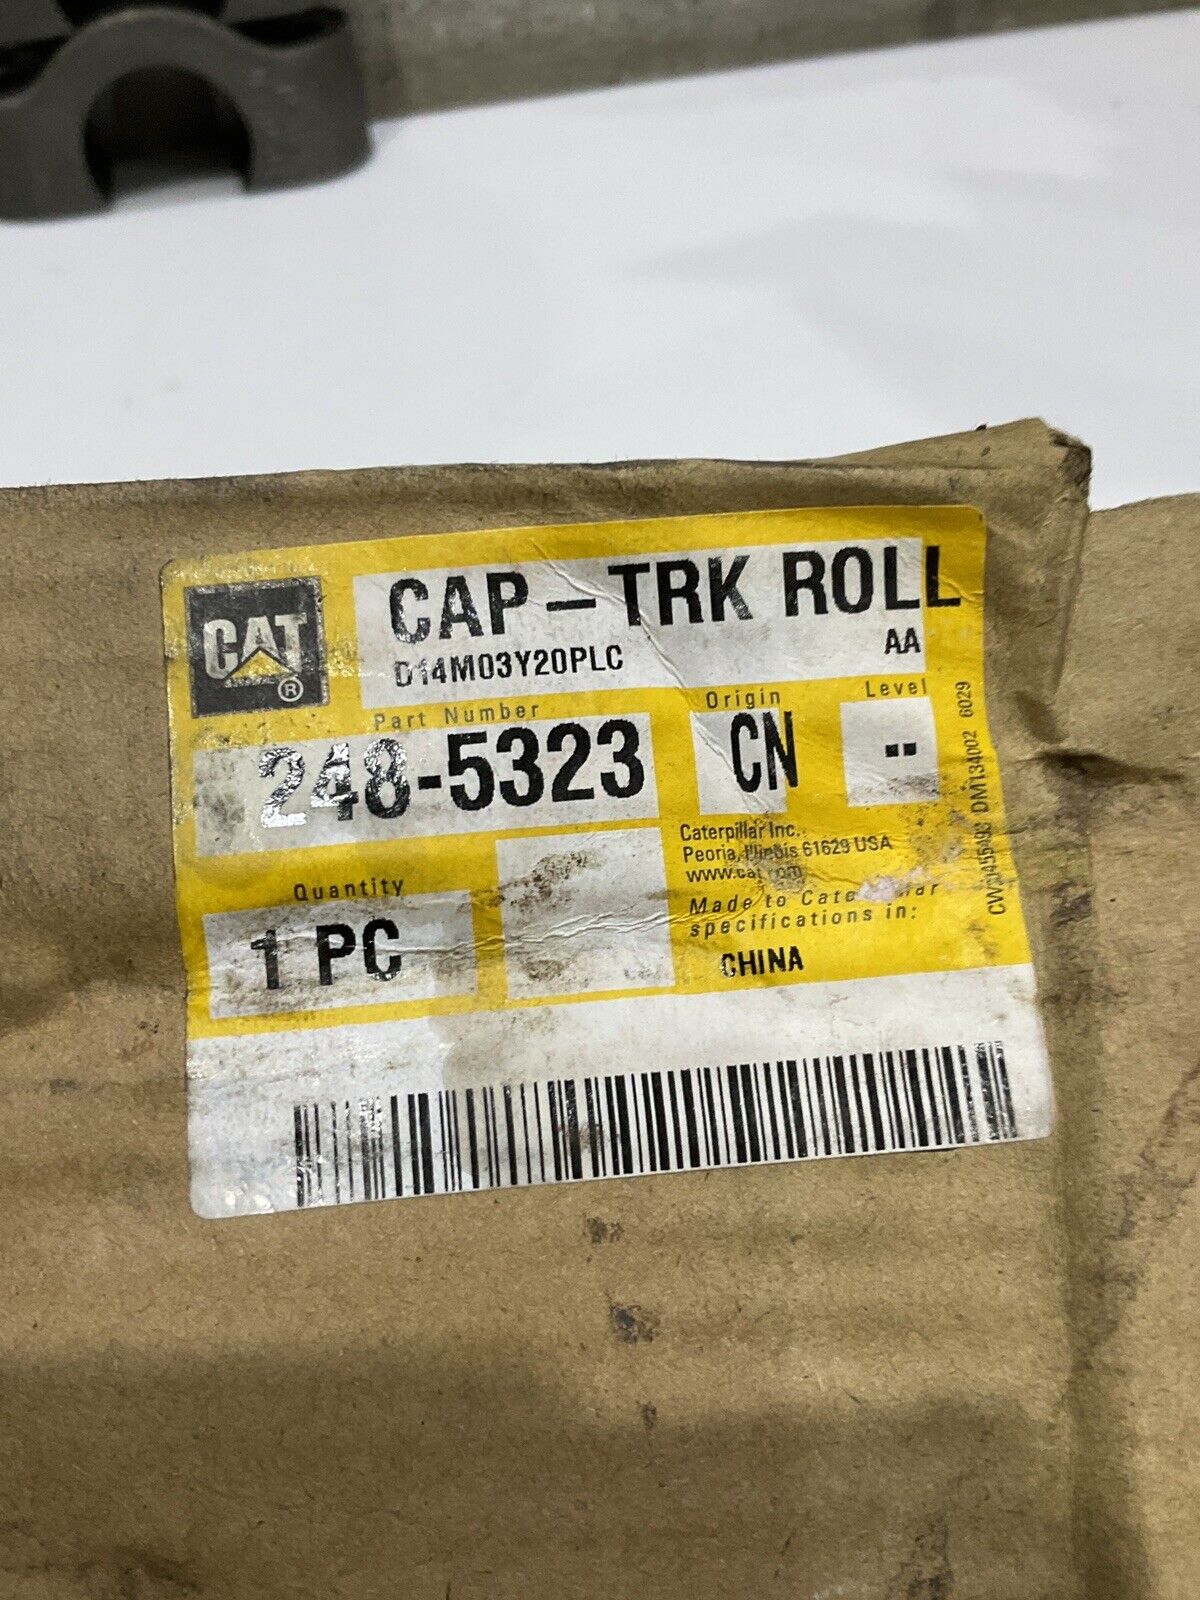 CAT ®
CAP-TRK ROLL
D14M03Y20PLC AA
Part Number Origin Level
248-5323 CN --
Quantity
1 PC
Caterpillar Inc.
Peoria, Illinois 61629 USA
www.cat.com
Made to Caterpillar
specifications in:
CHINA
DM134002 6029